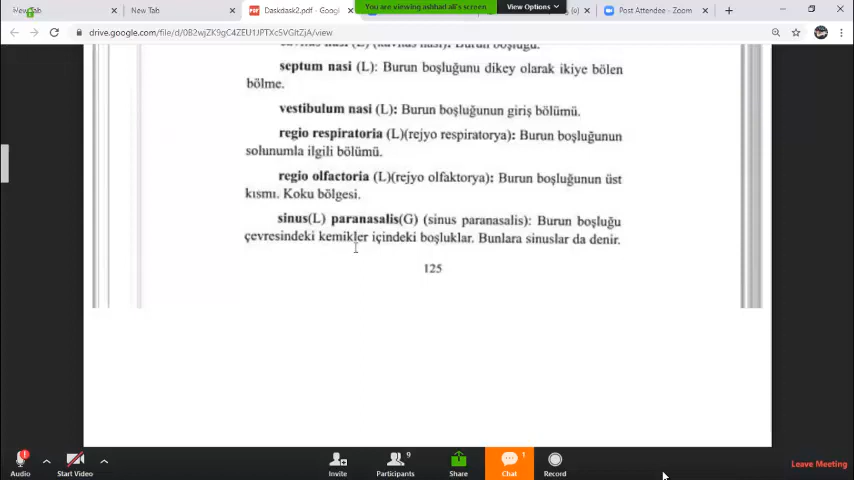 New Tab
New Tab
Daskdask2.pdf - Googl
You are viewing ashhad ali's screen
View Options
Post Attendee - Zoom
drive.google.com/file/d/0B2wjZK9gC4ZEU1JPTXc5VGltYjA/view
septum nasi (L): Burun boşluğunu dikey olarak ikiye bölen
bölme.
vestibulum nasi (L): Burun boşluğunun giriş bölümü.
regio respiratoria (L)(rejyo respiratorya): Burun boşluğunun
solunumla ilgili bölümü.
regio olfactoria (L)(rejyo olfaktorya): Burun boşluğunun üst
kısmı. Koku bölgesi.
sinus(L) paranasalis(G) (sinus paranasalis): Burun boşluğu
çevresindeki kemikler içindeki boşluklar. Bunlara sinuslar da denir.
125
Audio
Start Video
Invite
Participants
9
Share
Chat
1
Record
Leave Meeting